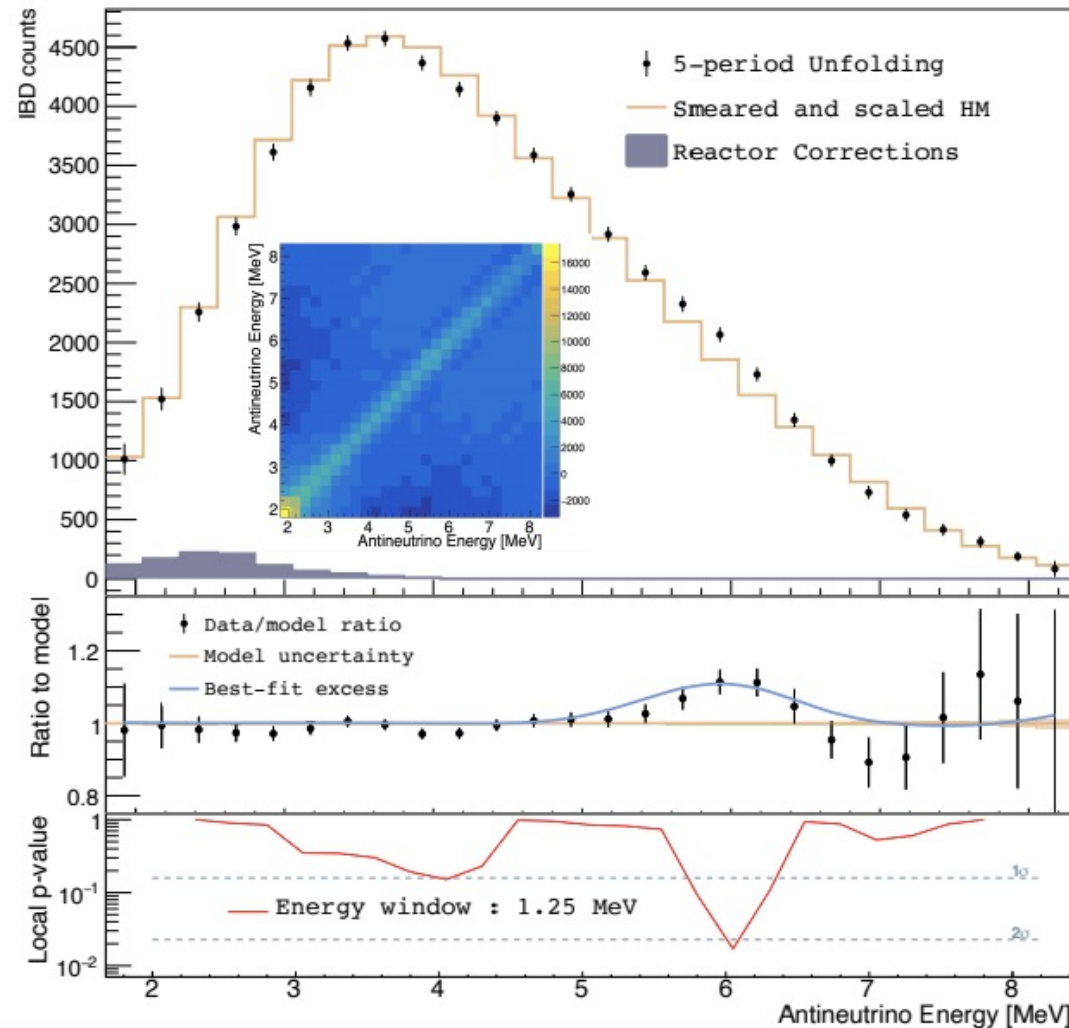 IBD counts
4500
4000
3500
3000
2500
2000
1500
1000
500
0
5-period Unfolding
Smeared and scaled HM
Reactor Corrections
Antineutrino Energy [MeV]
8
7
6
5
4
3
2
2 3 4 5 6 7 8
Antineutrino Energy [MeV]
16000
14000
12000
10000
8000
6000
4000
2000
0
−2000
Ratio to model
1.2
1
0.8
Data/model ratio
Model uncertainty
Best-fit excess
Local p-value
1
10⁻¹
10⁻²
1σ
2σ
Energy window : 1.25 MeV
2 3 4 5 6 7 8
Antineutrino Energy [MeV]